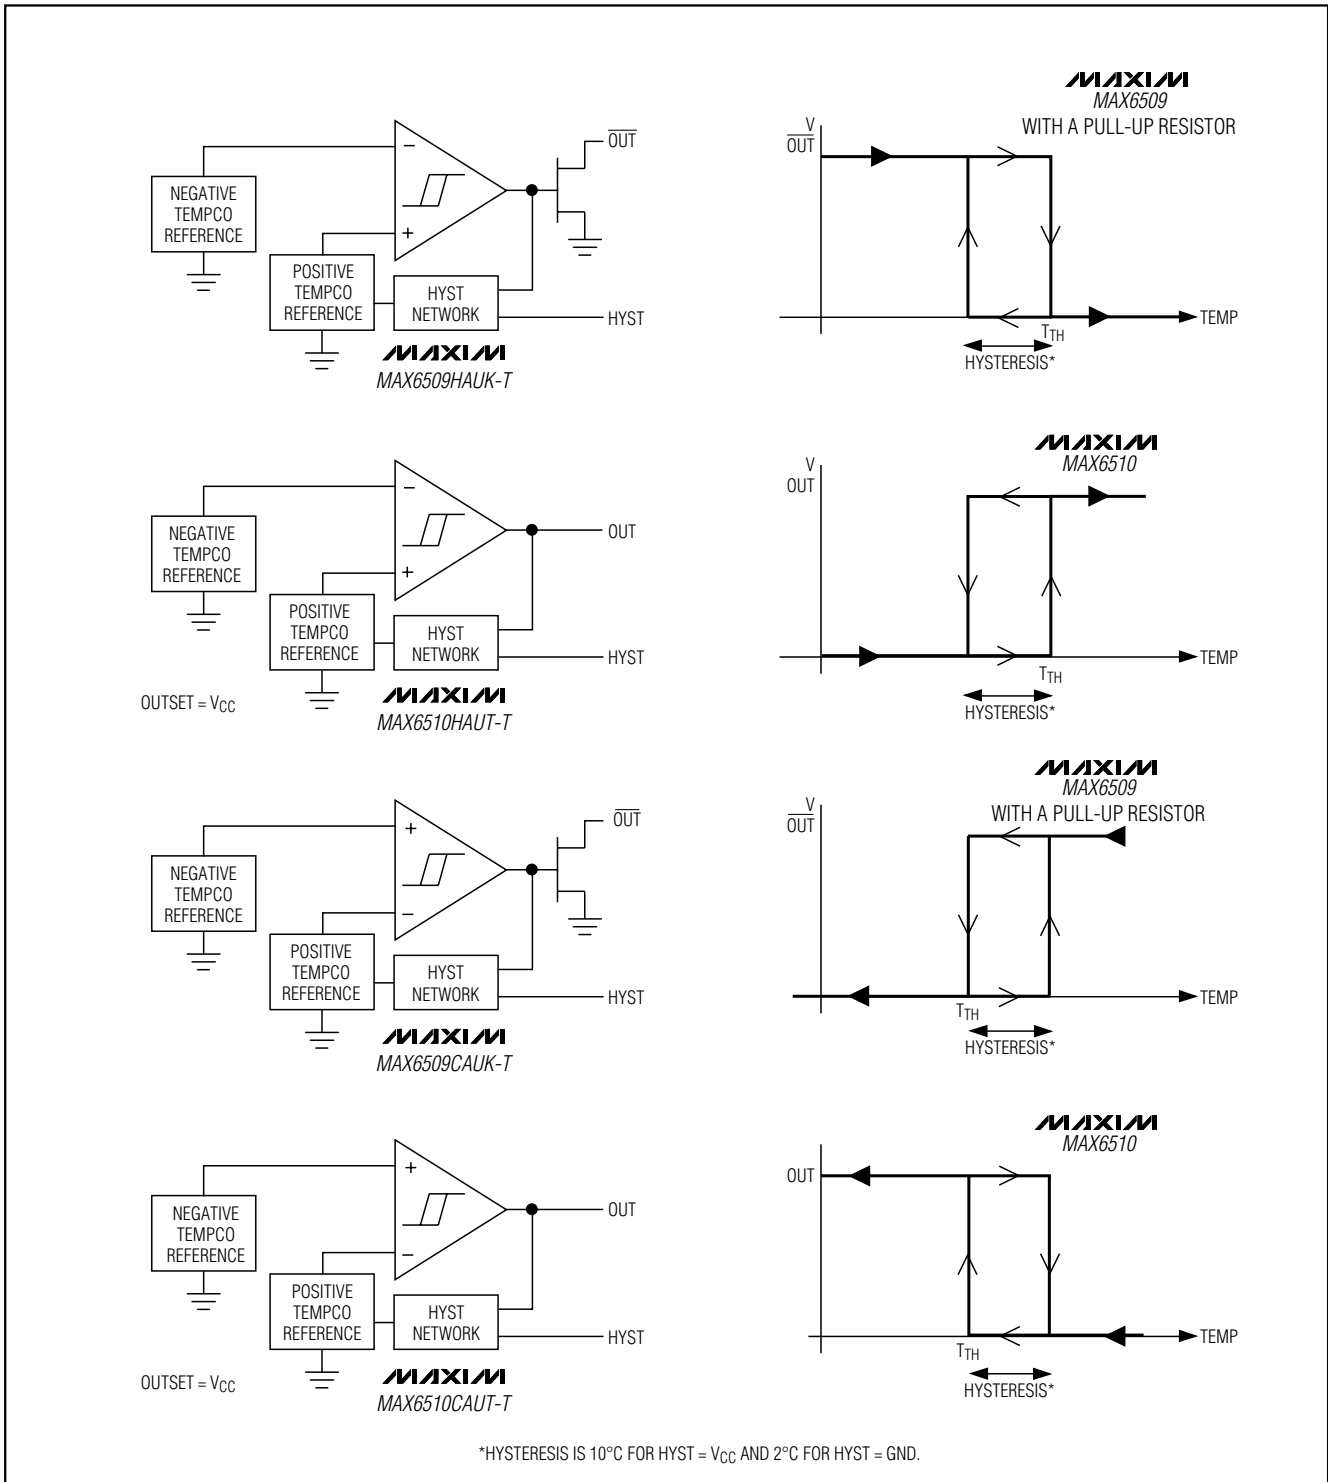 MAXIM
MAX6509
WITH A PULL-UP RESISTOR
OUT
NEGATIVE
TEMPCO
REFERENCE
−
+
POSITIVE
TEMPCO
REFERENCE
HYST
NETWORK
HYST
MAXIM
MAX6509HAUK-T
V
OUT
TEMP
TTH
HYSTERESIS*
MAXIM
MAX6510
NEGATIVE
TEMPCO
REFERENCE
−
+
OUT
POSITIVE
TEMPCO
REFERENCE
HYST
NETWORK
HYST
OUTSET = VCC
MAXIM
MAX6510HAUT-T
V
OUT
TEMP
TTH
HYSTERESIS*
MAXIM
MAX6509
WITH A PULL-UP RESISTOR
OUT
NEGATIVE
TEMPCO
REFERENCE
+
−
POSITIVE
TEMPCO
REFERENCE
HYST
NETWORK
HYST
MAXIM
MAX6509CAUK-T
V
OUT
TEMP
TTH
HYSTERESIS*
MAXIM
MAX6510
NEGATIVE
TEMPCO
REFERENCE
+
−
OUT
POSITIVE
TEMPCO
REFERENCE
HYST
NETWORK
HYST
OUTSET = VCC
MAXIM
MAX6510CAUT-T
OUT
TEMP
TTH
HYSTERESIS*
*HYSTERESIS IS 10°C FOR HYST = VCC AND 2°C FOR HYST = GND.